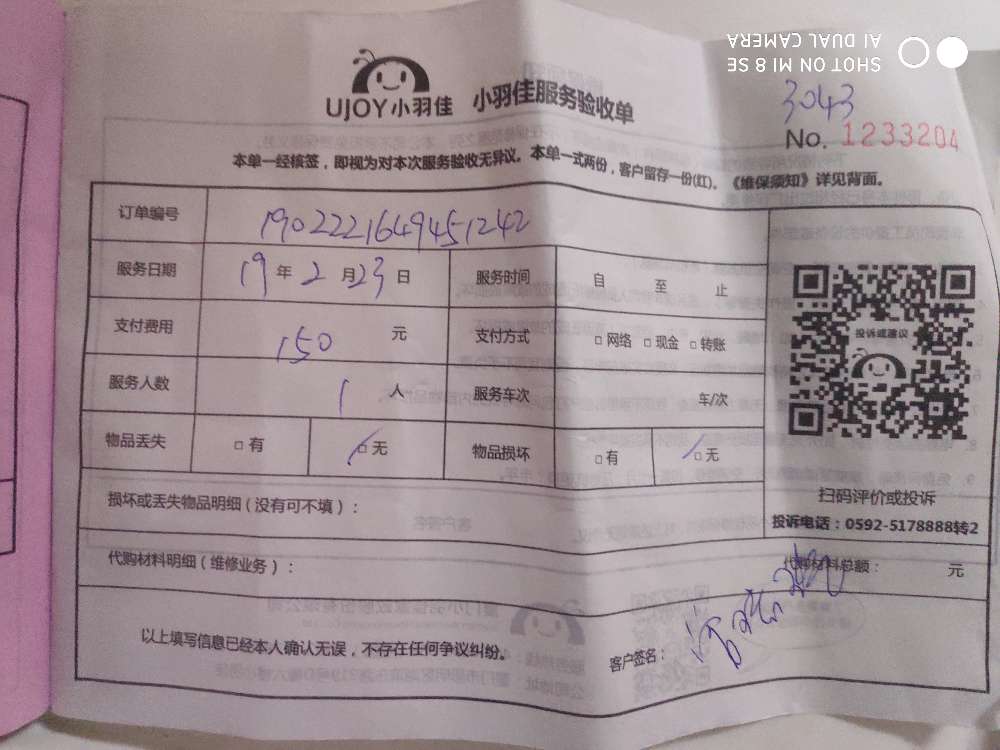 SHOT ON MI 8 SE
AI DUAL CAMERA
UJOY小羽佳 小羽佳服务验收单
3043
No. 1233204
本单一经核签，即视为对本次服务验收无异议。本单一式两份，客户留存一份(红)。《维保须知》详见背面。
订单编号 1902221649451242
服务日期 19 年 2 月 23 日 服务时间 自 至 止
支付费用 150 元 支付方式 □ 网络 □ 现金 □ 转账
服务人数 1 人 服务车次 车/次
物品丢失 □ 有 □ 无 物品损坏 □ 有 □ 无
投诉或建议
扫码评价或投诉
投诉电话：0592-5178888转2
损坏或丢失物品明细（没有可不填）：
代购材料明细（维修业务）： 代购材料总额： 元
以上填写信息已经本人确认无误，不存在任何争议纠纷。 客户签名：